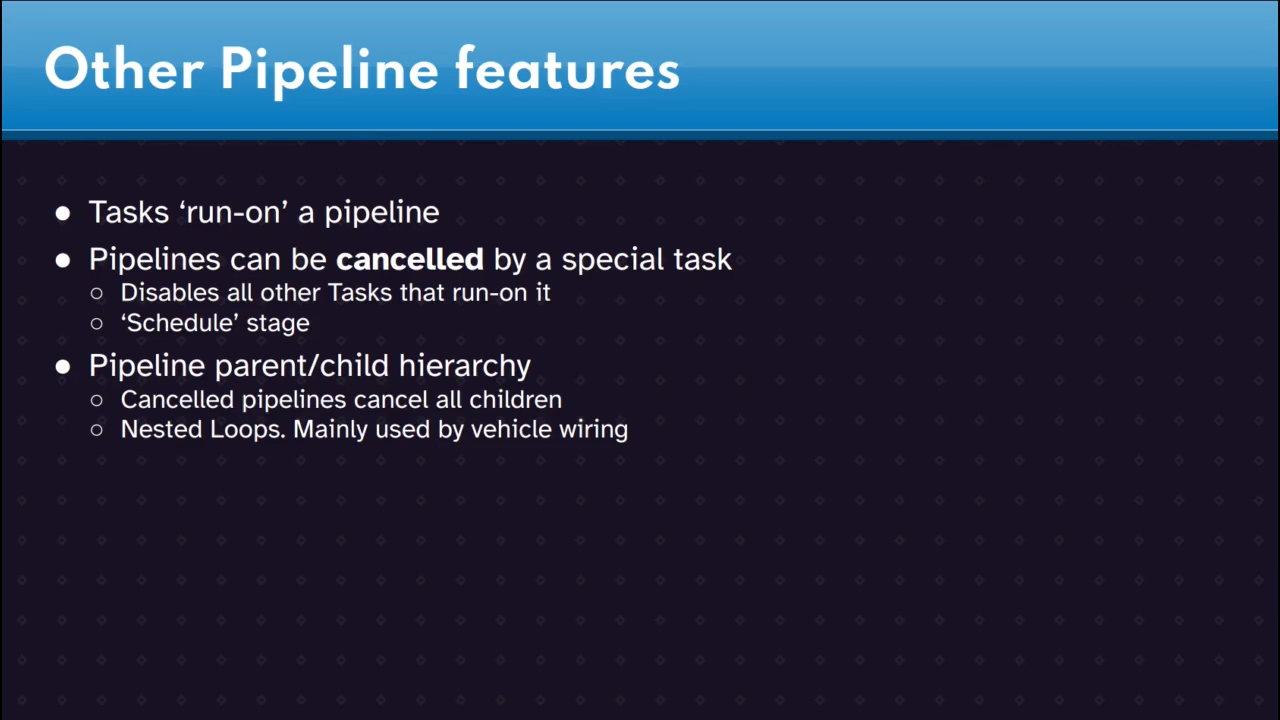 Other Pipeline features
● Tasks ‘run-on’ a pipeline
● Pipelines can be cancelled by a special task
○ Disables all other Tasks that run-on it
○ ‘Schedule’ stage
● Pipeline parent/child hierarchy
○ Cancelled pipelines cancel all children
○ Nested Loops. Mainly used by vehicle wiring